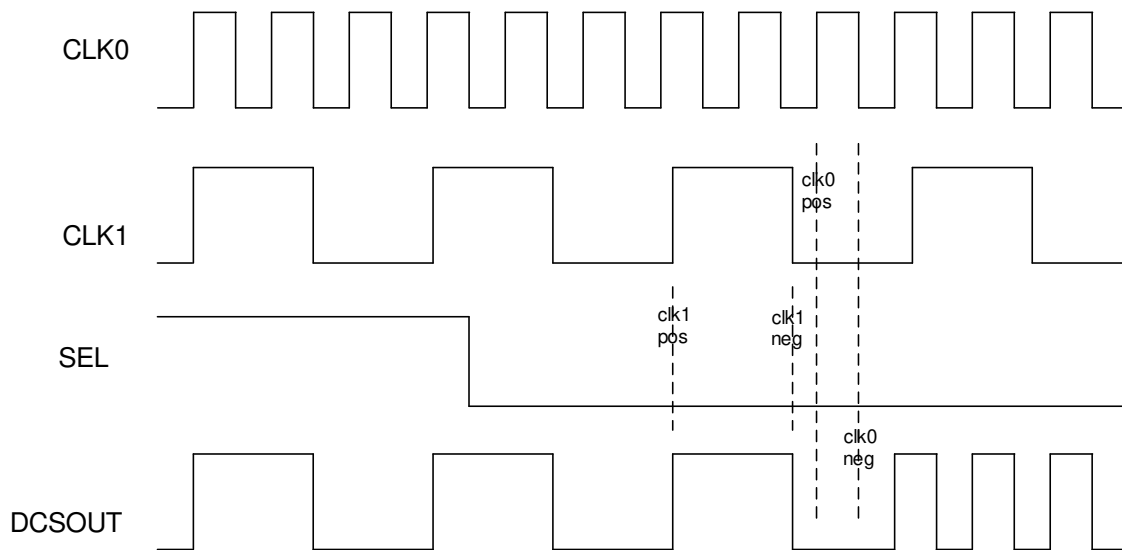 CLK0
clk0
pos
CLK1
clk1
pos
clk1
neg
SEL
clk0
neg
DCSOUT